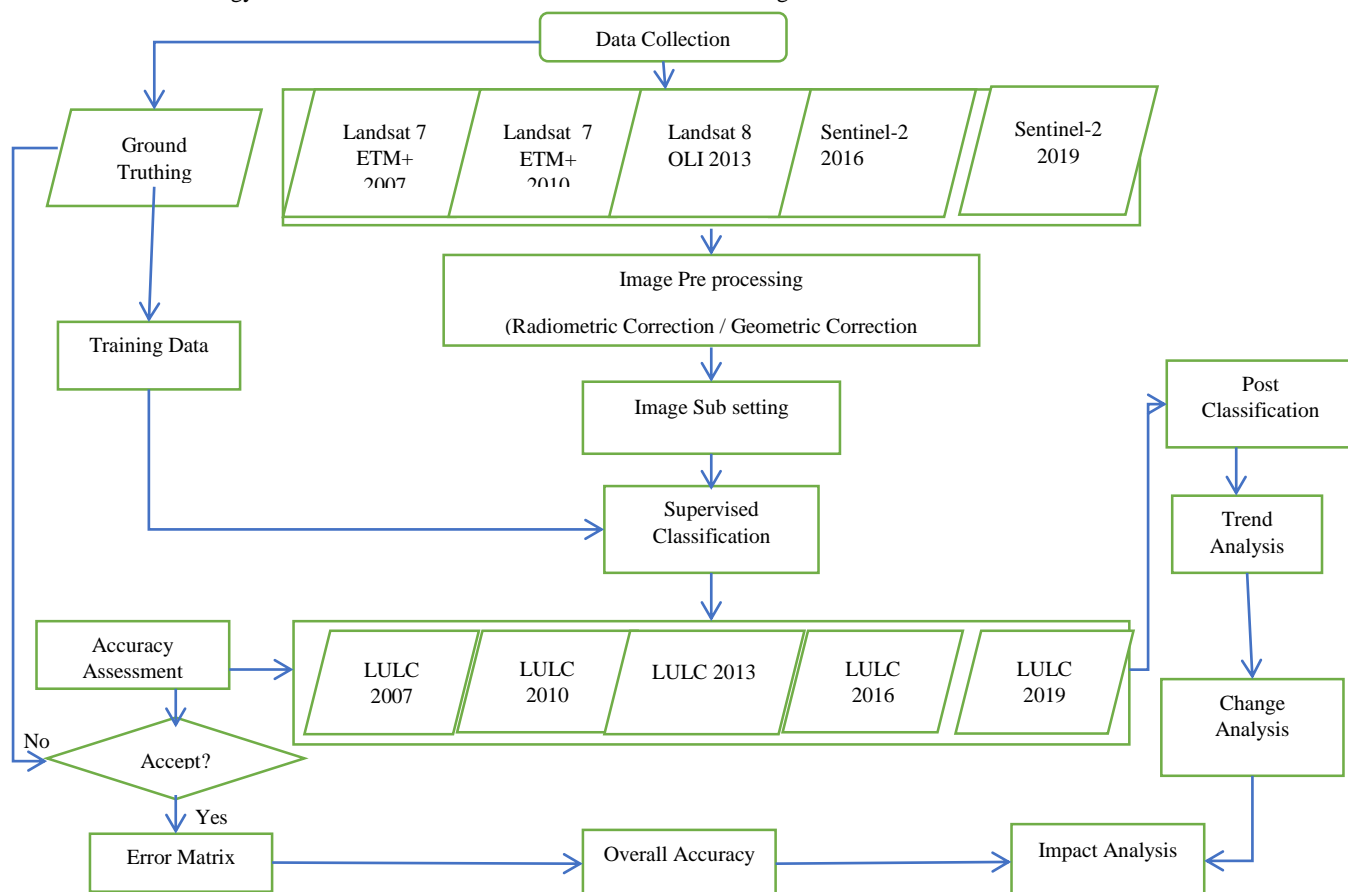 Data Collection
Ground
Truthing
Landsat 7
ETM+
2007
Landsat 7
ETM+
2010
Landsat 8
OLI 2013
Sentinel-2
2016
Sentinel-2
2019
Image Pre processing
(Radiometric Correction / Geometric Correction
Training Data
Image Sub setting
Post
Classification
Supervised
Classification
Trend
Analysis
Accuracy
Assessment
LULC
2007
LULC
2010
LULC 2013
LULC
2016
LULC
2019
Change
Analysis
No
Accept?
Yes
Error Matrix
Overall Accuracy
Impact Analysis